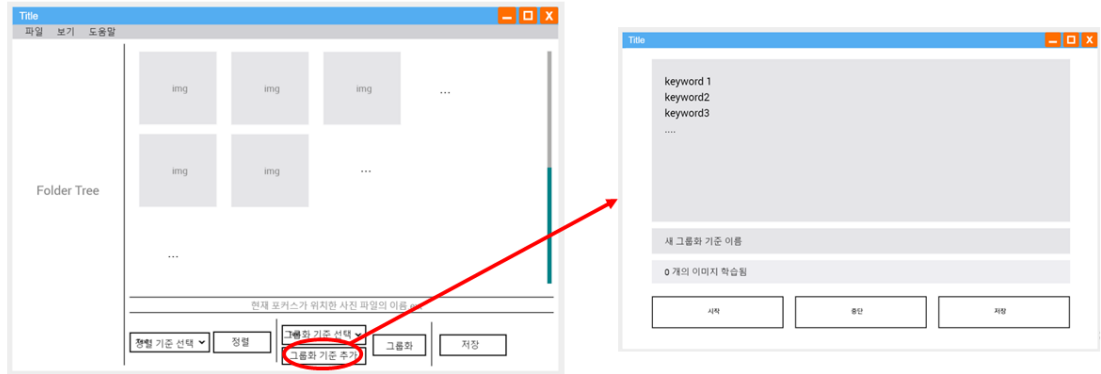 Title
파일 보기 도움말
img img img ...
img img ...
Folder Tree
...
현재 포커스가 위치한 사진 파일의 이름
정렬 기준 선택
정렬
그룹화 기준 선택
그룹화 기준 추가
그룹화
저장
Title
keyword 1
keyword2
keyword3
....
새 그룹화 기준 이름
0 개의 이미지 학습됨
시작
중단
저장